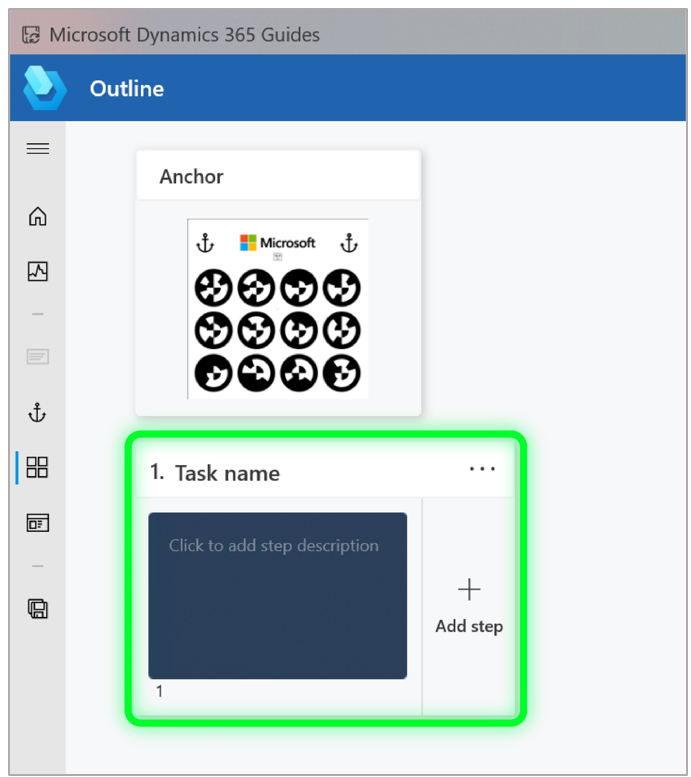 Microsoft Dynamics 365 Guides
Outline
Anchor
Microsoft
1. Task name
Click to add step description
Add step
1